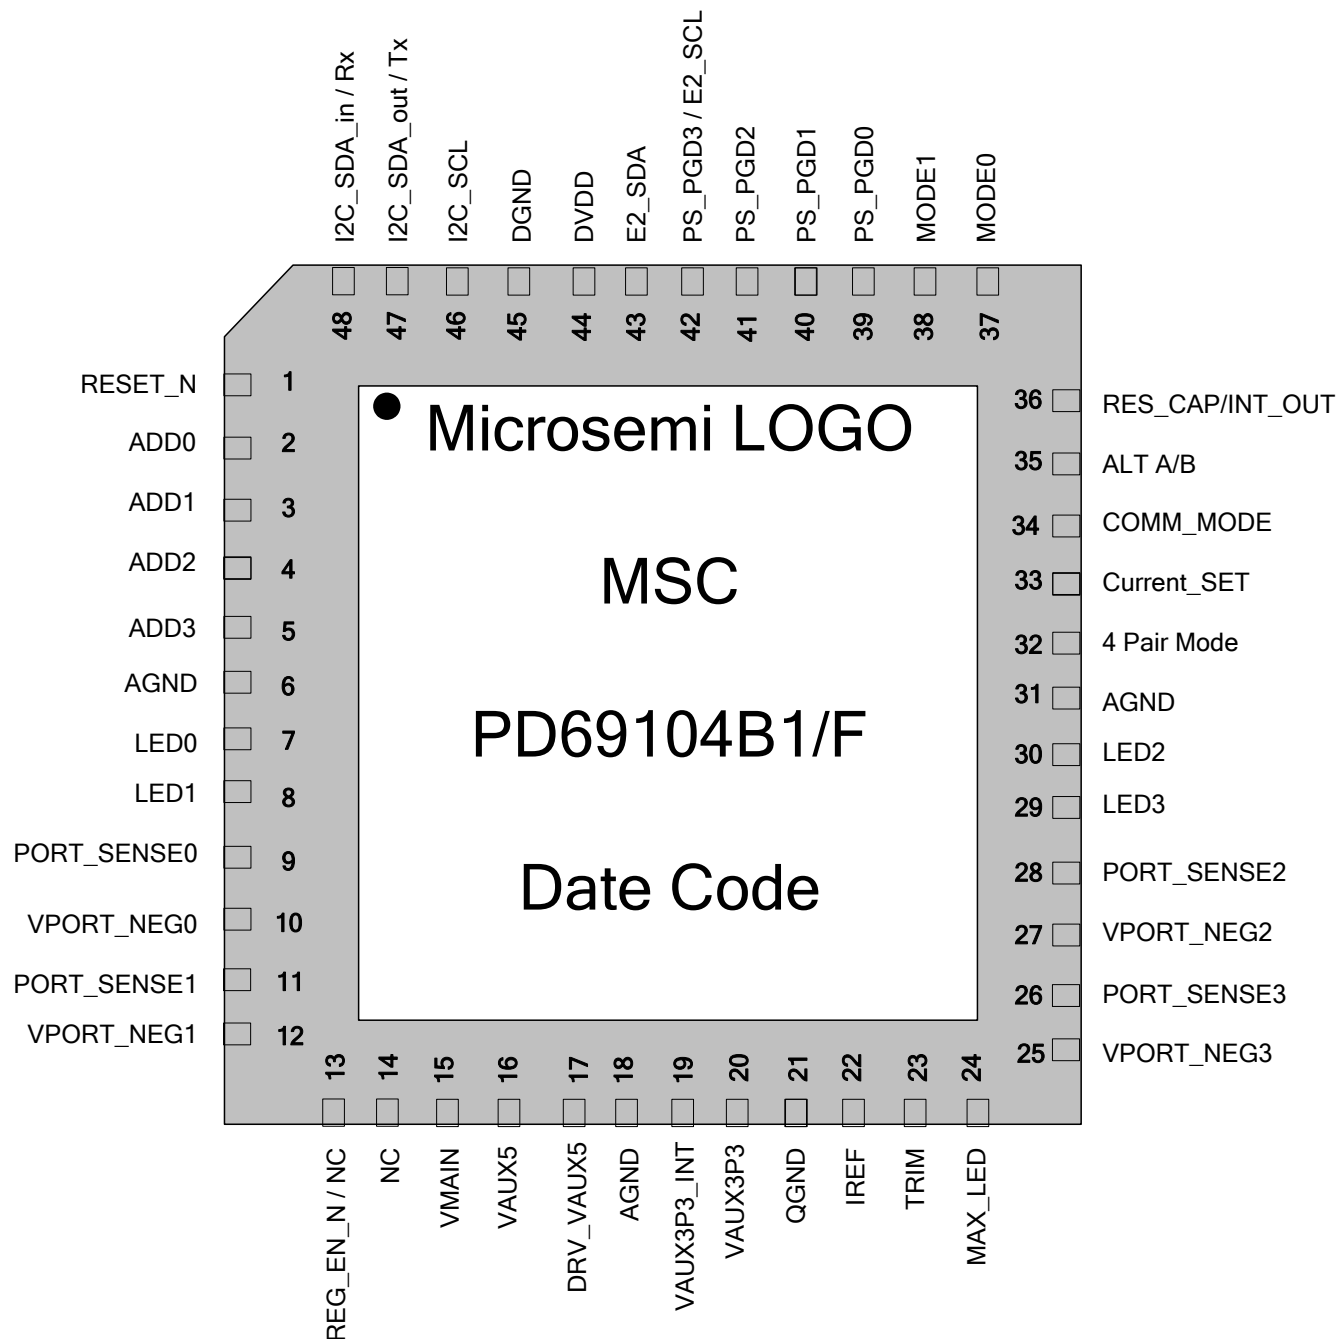 I2C_SDA_in / Rx
I2C_SDA_out / Tx
I2C_SCL
DGND
DVDD
E2_SDA
PS_PGD3 / E2_SCL
PS_PGD2
PS_PGD1
PS_PGD0
MODE1
MODE0
48
47
46
45
44
43
42
41
40
39
38
37
RESET_N 1
ADD0 2
ADD1 3
ADD2 4
ADD3 5
AGND 6
LED0 7
LED1 8
PORT_SENSE0 9
VPORT_NEG0 10
PORT_SENSE1 11
VPORT_NEG1 12
Microsemi LOGO
MSC
PD69104B1/F
Date Code
36 RES_CAP/INT_OUT
35 ALT A/B
34 COMM_MODE
33 Current_SET
32 4 Pair Mode
31 AGND
30 LED2
29 LED3
28 PORT_SENSE2
27 VPORT_NEG2
26 PORT_SENSE3
25 VPORT_NEG3
13
14
15
16
17
18
19
20
21
22
23
24
REG_EN_N / NC
NC
VMAIN
VAUX5
DRV_VAUX5
AGND
VAUX3P3_INT
VAUX3P3
QGND
IREF
TRIM
MAX_LED